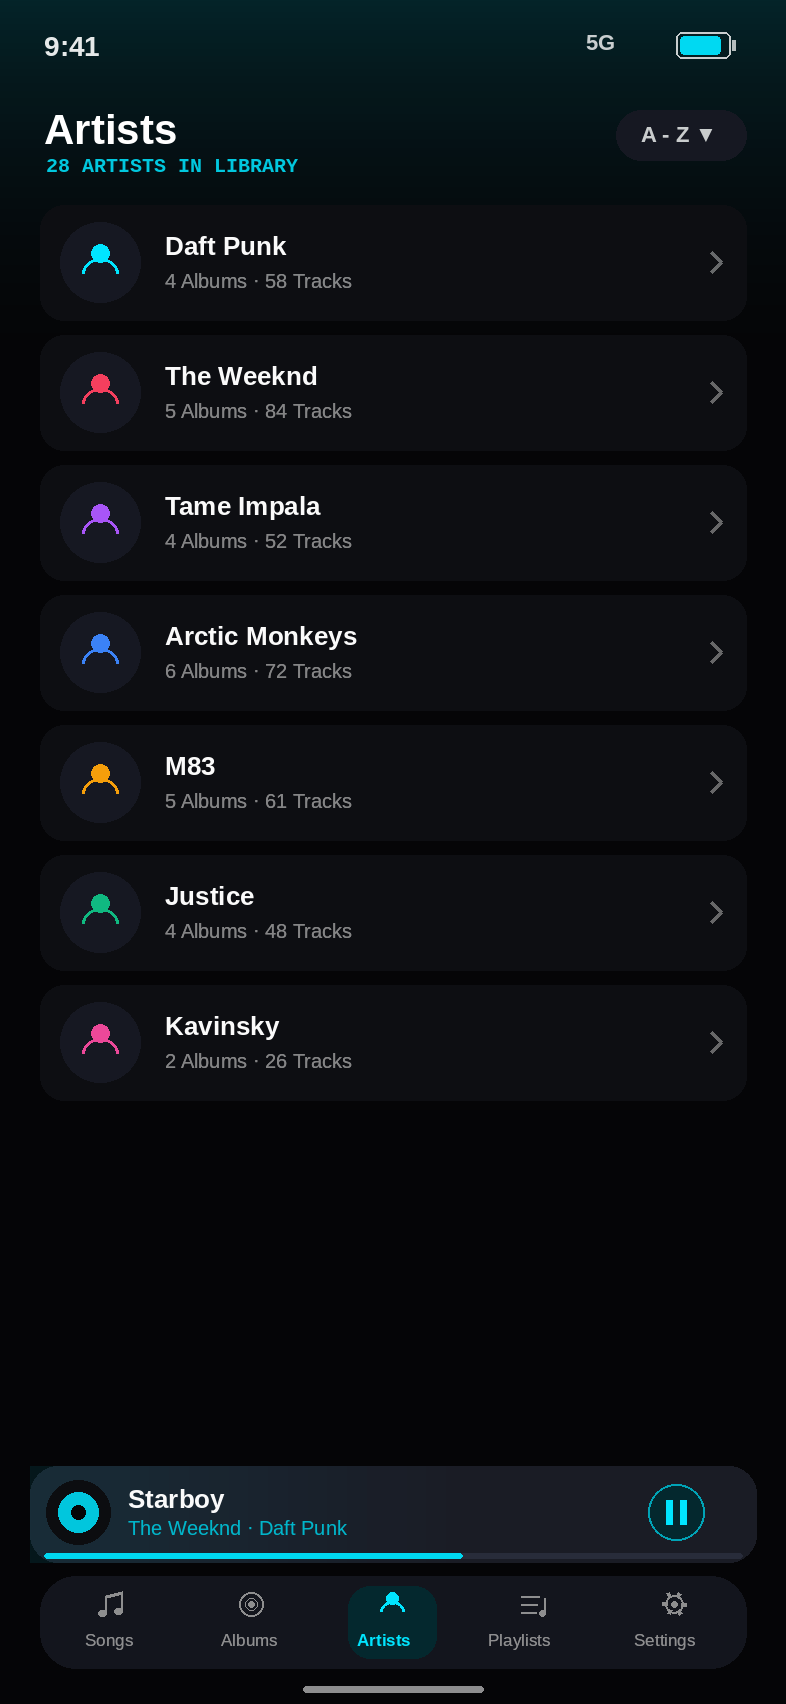 9:41
5G
Artists
A - Z ▼
28 ARTISTS IN LIBRARY
Daft Punk
4 Albums · 58 Tracks
The Weeknd
5 Albums · 84 Tracks
Tame Impala
4 Albums · 52 Tracks
Arctic Monkeys
6 Albums · 72 Tracks
M83
5 Albums · 61 Tracks
Justice
4 Albums · 48 Tracks
Kavinsky
2 Albums · 26 Tracks
Starboy
The Weeknd · Daft Punk
Songs
Albums
Artists
Playlists
Settings